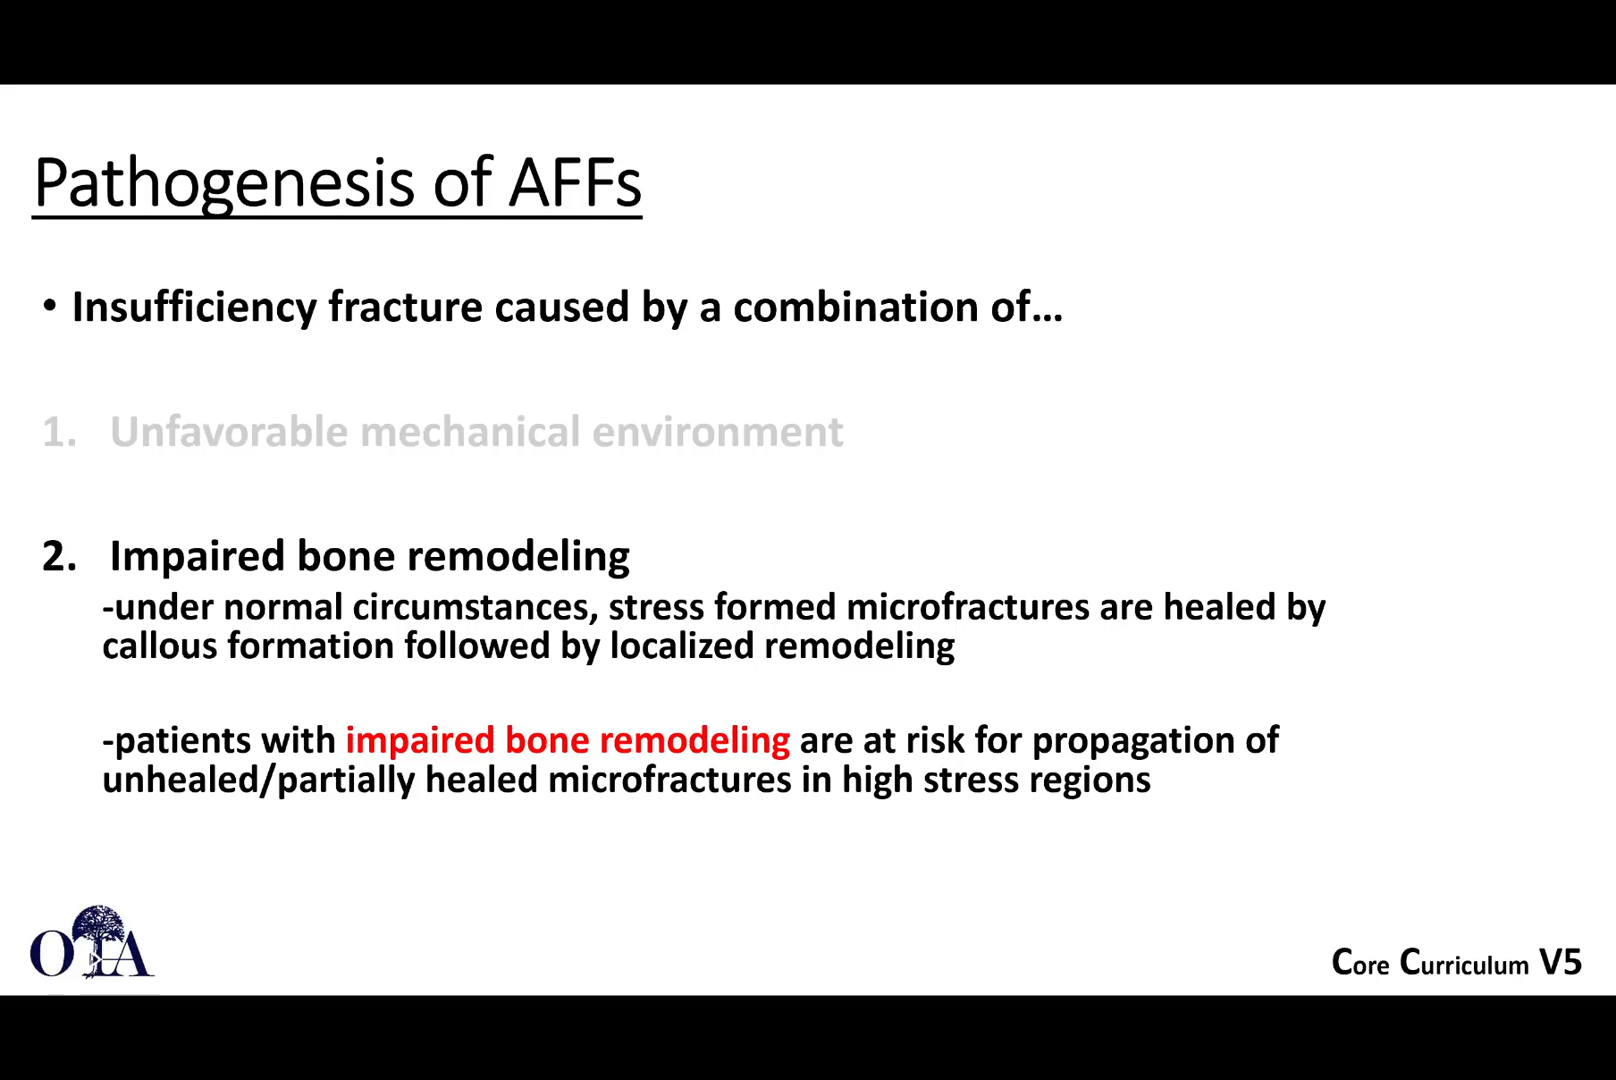 Pathogenesis of AFFs
• Insufficiency fracture caused by a combination of...
1. Unfavorable mechanical environment
2. Impaired bone remodeling
-under normal circumstances, stress formed microfractures are healed by
callous formation followed by localized remodeling
-patients with impaired bone remodeling are at risk for propagation of
unhealed/partially healed microfractures in high stress regions
OTA
Core Curriculum V5